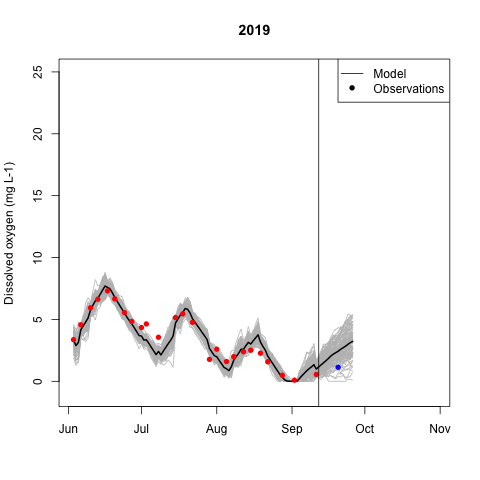 2019
Model
Observations
Dissolved oxygen (mg L-1)
25
20
15
10
5
0
Jun Jul Aug Sep Oct Nov